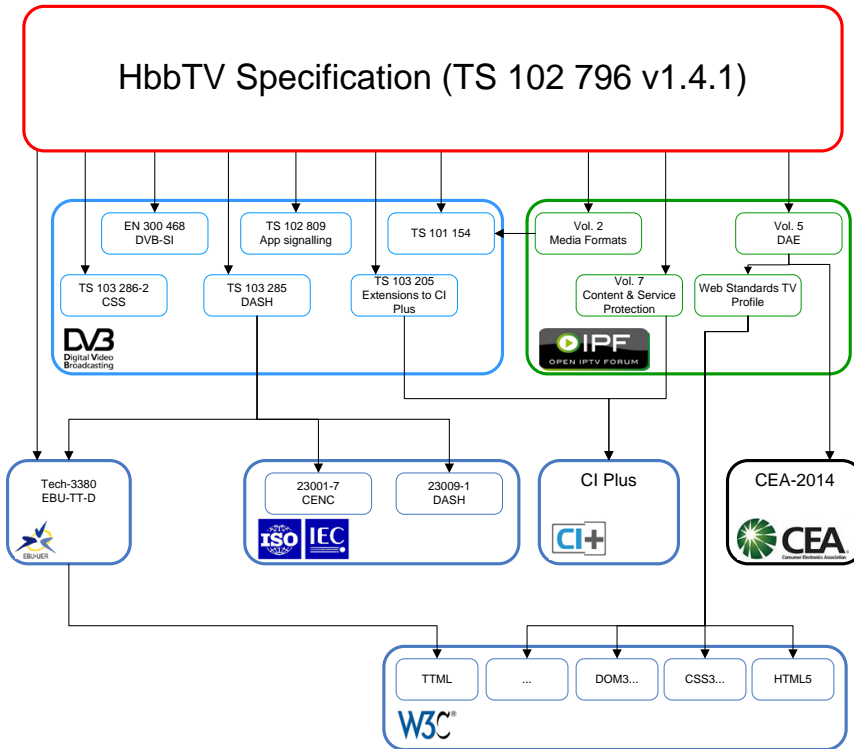 HbbTV Specification (TS 102 796 v1.4.1)
EN 300 468
DVB-SI
TS 102 809
App signalling
TS 101 154
Vol. 2
Media Formats
Vol. 5
DAE
TS 103 286-2
CSS
TS 103 285
DASH
TS 103 205
Extensions to CI
Plus
Vol. 7
Content & Service
Protection
Web Standards TV
Profile
DVB
Digital Video
Broadcasting
OIPF
OPEN IPTV FORUM
Tech-3380
EBU-TT-D
EBU·UER
23001-7
CENC
23009-1
DASH
ISO
IEC
CI Plus
CI+
CEA-2014
CEA
Consumer Electronics Association
TTML
...
DOM3...
CSS3...
HTML5
W3C®